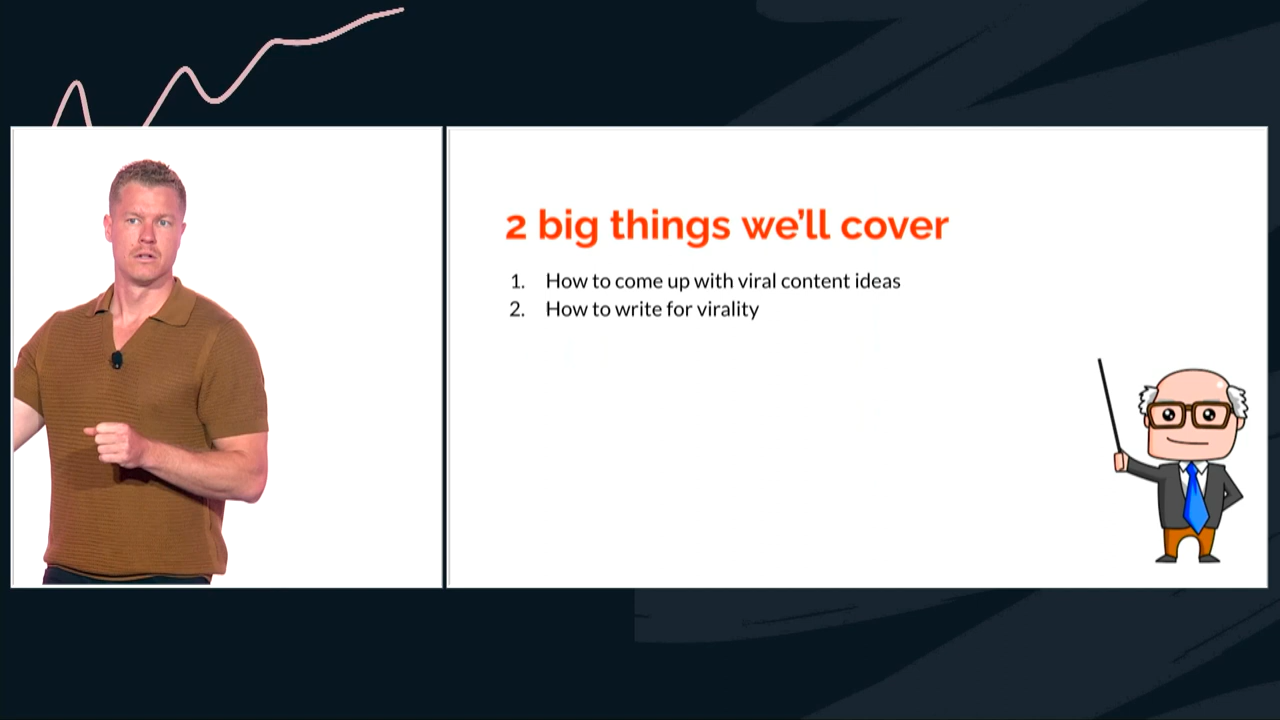 2 big things we'll cover
1. How to come up with viral content ideas
2. How to write for virality